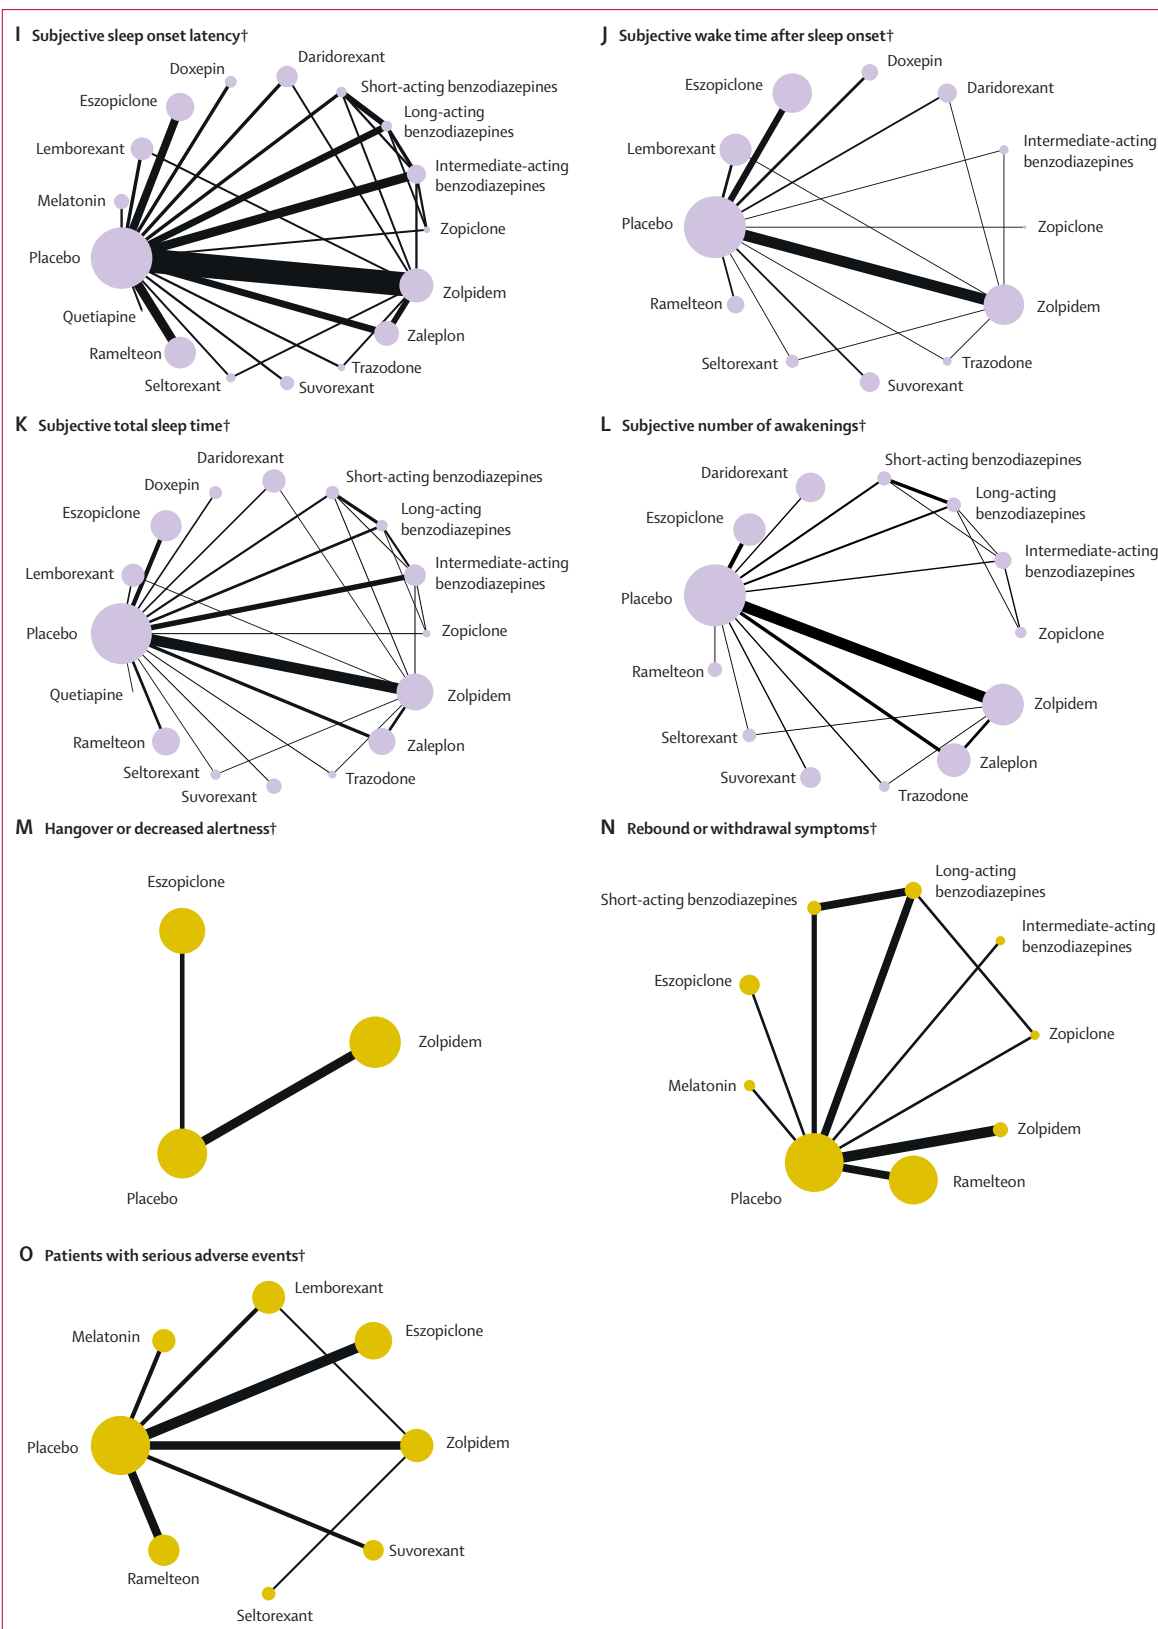 I Subjective sleep onset latency†
Daridorexant
Doxepin
Short-acting benzodiazepines
Eszopiclone
Long-acting
benzodiazepines
Lemborexant
Intermediate-acting
benzodiazepines
Melatonin
Zopiclone
Placebo
Zolpidem
Quetiapine
Zaleplon
Ramelteon
Trazodone
Seltorexant
Suvorexant
J Subjective wake time after sleep onset†
Doxepin
Eszopiclone
Daridorexant
Lemborexant
Intermediate-acting
benzodiazepines
Placebo
Zopiclone
Ramelteon
Zolpidem
Seltorexant
Trazodone
Suvorexant
K Subjective total sleep time†
Daridorexant
Doxepin
Short-acting benzodiazepines
Eszopiclone
Long-acting
benzodiazepines
Lemborexant
Intermediate-acting
benzodiazepines
Placebo
Zopiclone
Quetiapine
Zolpidem
Ramelteon
Zaleplon
Seltorexant
Trazodone
Suvorexant
L Subjective number of awakenings†
Short-acting benzodiazepines
Daridorexant
Long-acting
benzodiazepines
Eszopiclone
Intermediate-acting
benzodiazepines
Placebo
Zopiclone
Ramelteon
Zolpidem
Seltorexant
Zaleplon
Suvorexant
Trazodone
M Hangover or decreased alertness†
Eszopiclone
Zolpidem
Placebo
N Rebound or withdrawal symptoms†
Long-acting
benzodiazepines
Short-acting benzodiazepines
Intermediate-acting
benzodiazepines
Eszopiclone
Zopiclone
Melatonin
Zolpidem
Ramelteon
Placebo
O Patients with serious adverse events†
Lemborexant
Melatonin
Eszopiclone
Placebo
Zolpidem
Suvorexant
Ramelteon
Seltorexant